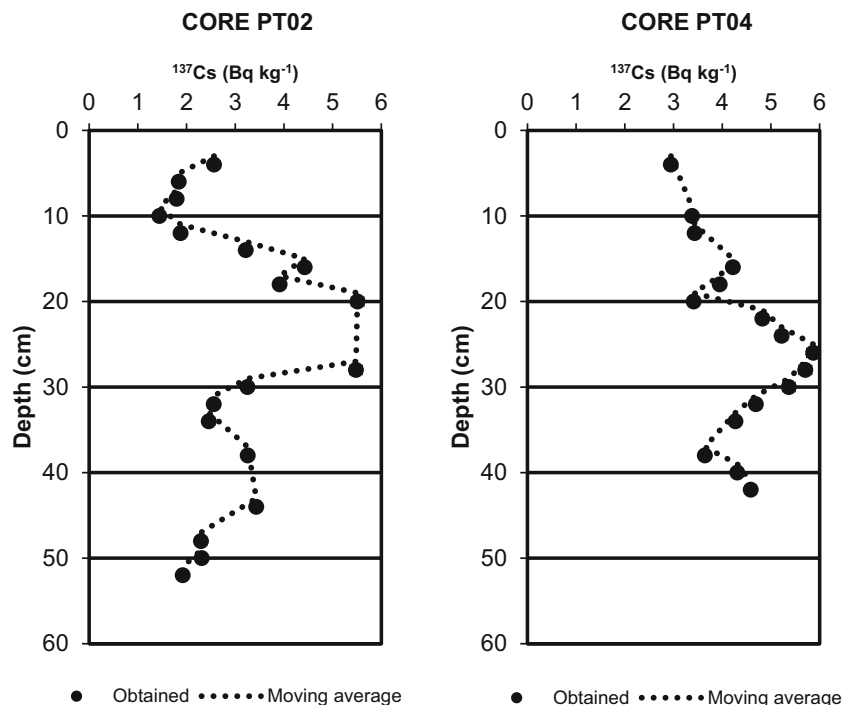 CORE PT02
137Cs (Bq kg-1)
0 1 2 3 4 5 6
0
10
20
30
40
50
60
Depth (cm)
Obtained Moving average
CORE PT04
137Cs (Bq kg-1)
0 1 2 3 4 5 6
0
10
20
30
40
50
60
Depth (cm)
Obtained Moving average